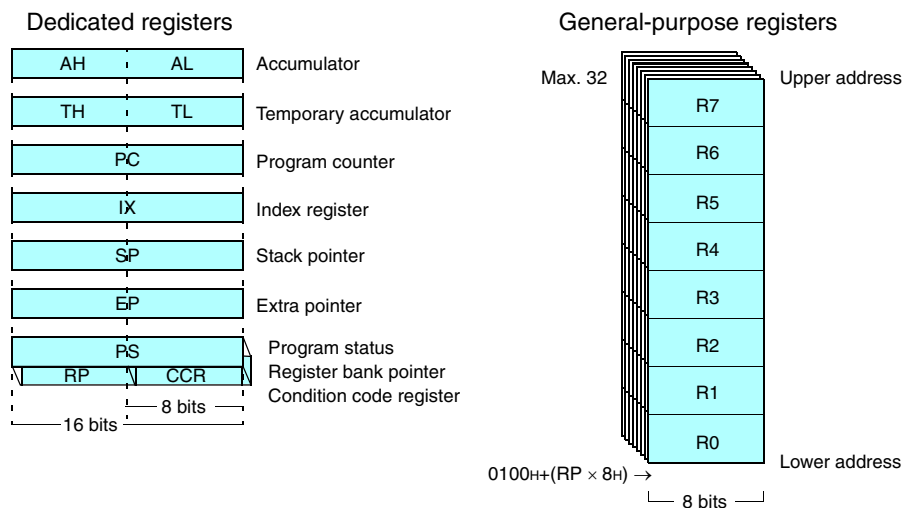 Dedicated registers
AH AL Accumulator
TH TL Temporary accumulator
PC Program counter
IX Index register
SP Stack pointer
EP Extra pointer
PS Program status
RP CCR Register bank pointer
Condition code register
8 bits
16 bits
General-purpose registers
Max. 32 Upper address
R7
R6
R5
R4
R3
R2
R1
R0
Lower address
0100H+(RP × 8H) →
8 bits